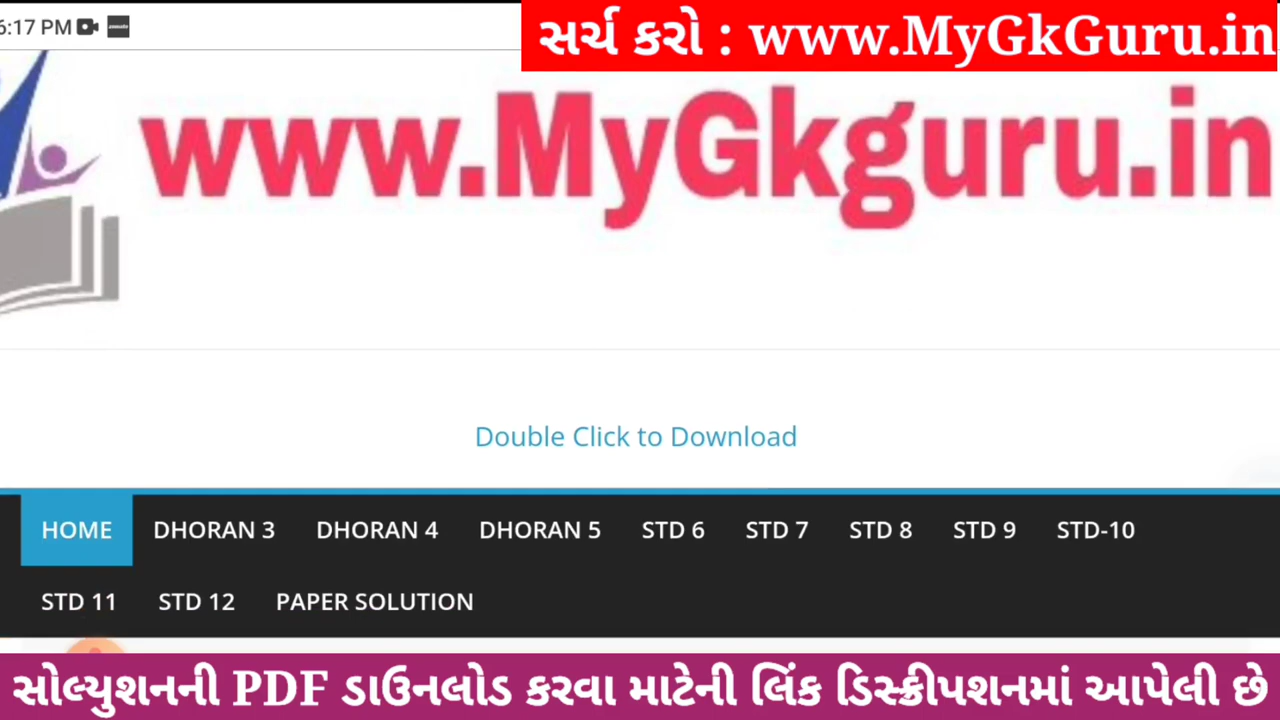 6:17 PM
સર્ચ કરો : www.MyGkGuru.in
www.MyGkguru.in
Double Click to Download
HOME DHORAN 3 DHORAN 4 DHORAN 5 STD 6 STD 7 STD 8 STD 9 STD-10
STD 11 STD 12 PAPER SOLUTION
સોલ્યુશનની PDF ડાઉનલોડ કરવા માટેની લિંક ડિસ્ક્રીપશનમાં આપેલી છે